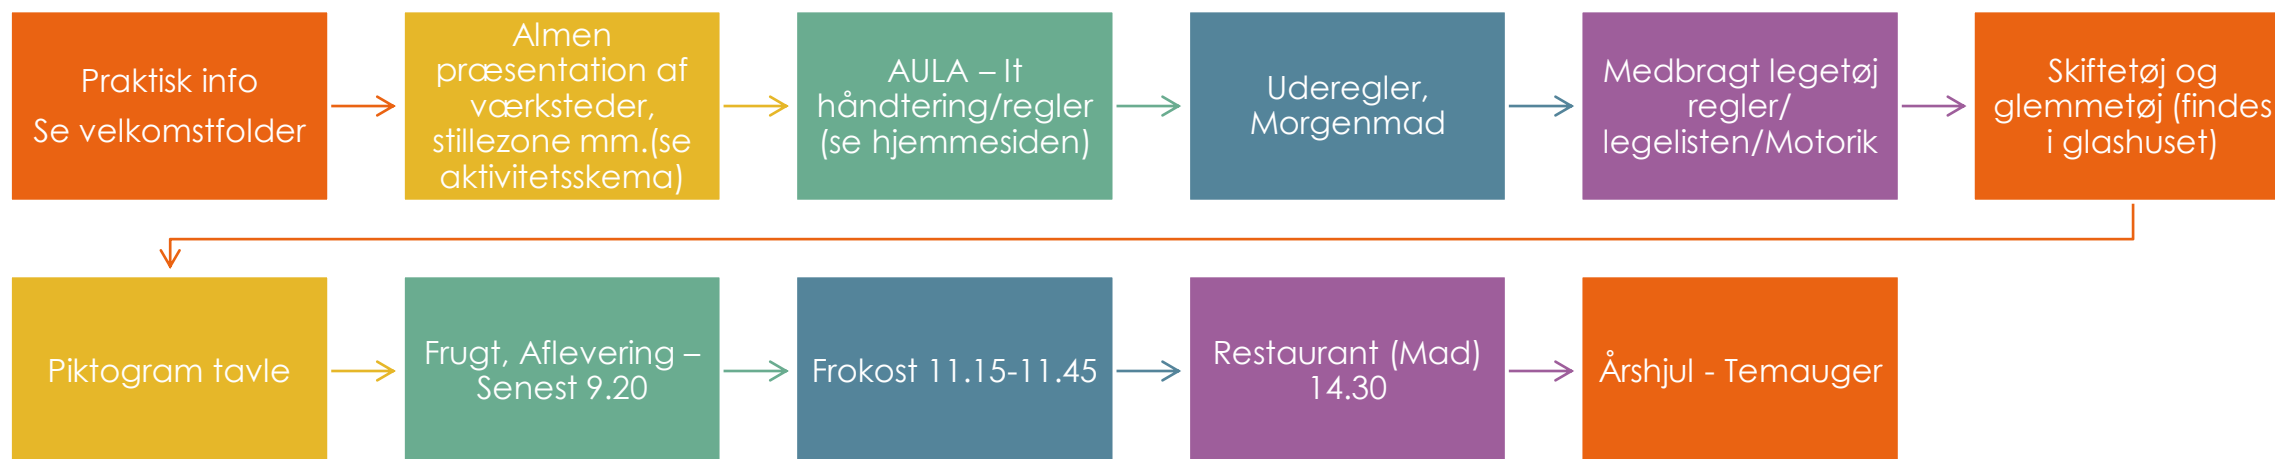 Praktisk info
Se velkomstfolder
Almen
præsentation af
værksteder,
stillezone mm.(se
aktivitetsskema)
AULA – It
håndtering/regler
(se hjemmesiden)
Uderegler,
Morgenmad
Medbragt legetøj
regler/
legelisten/Motorik
Skiftetøj og
glemmetøj (findes
i glashuset)
Piktogram tavle
Frugt, Aflevering –
Senest 9.20
Frokost 11.15-11.45
Restaurant (Mad)
14.30
Årshjul - Temauger